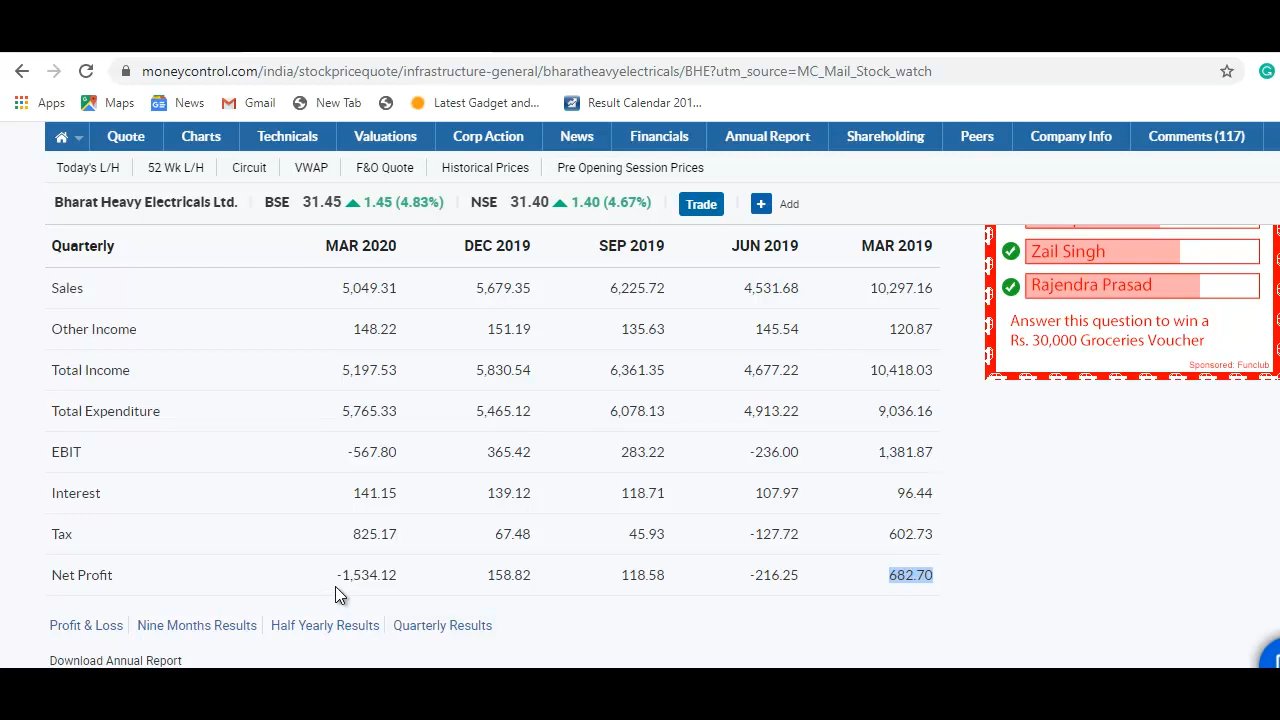 moneycontrol.com/india/stockpricequote/infrastructure-general/bharatheavyelectricals/BHE?utm_source=MC_Mail_Stock_watch
Apps Maps News Gmail New Tab Latest Gadget and... Result Calendar 201...
Quote Charts Technicals Valuations Corp Action News Financials Annual Report Shareholding Peers Company Info Comments (117)
Today's L/H 52 Wk L/H Circuit VWAP F&O Quote Historical Prices Pre Opening Session Prices
Bharat Heavy Electricals Ltd. BSE 31.45 1.45 (4.83%) NSE 31.40 1.40 (4.67%) Trade + Add
Quarterly MAR 2020 DEC 2019 SEP 2019 JUN 2019 MAR 2019
Sales 5,049.31 5,679.35 6,225.72 4,531.68 10,297.16
Other Income 148.22 151.19 135.63 145.54 120.87
Total Income 5,197.53 5,830.54 6,361.35 4,677.22 10,418.03
Total Expenditure 5,765.33 5,465.12 6,078.13 4,913.22 9,036.16
EBIT -567.80 365.42 283.22 -236.00 1,381.87
Interest 141.15 139.12 118.71 107.97 96.44
Tax 825.17 67.48 45.93 -127.72 602.73
Net Profit -1,534.12 158.82 118.58 -216.25 682.70
Profit & Loss Nine Months Results Half Yearly Results Quarterly Results
Download Annual Report
Zail Singh
Rajendra Prasad
Answer this question to win a
Rs. 30,000 Groceries Voucher
Sponsored: Funclub